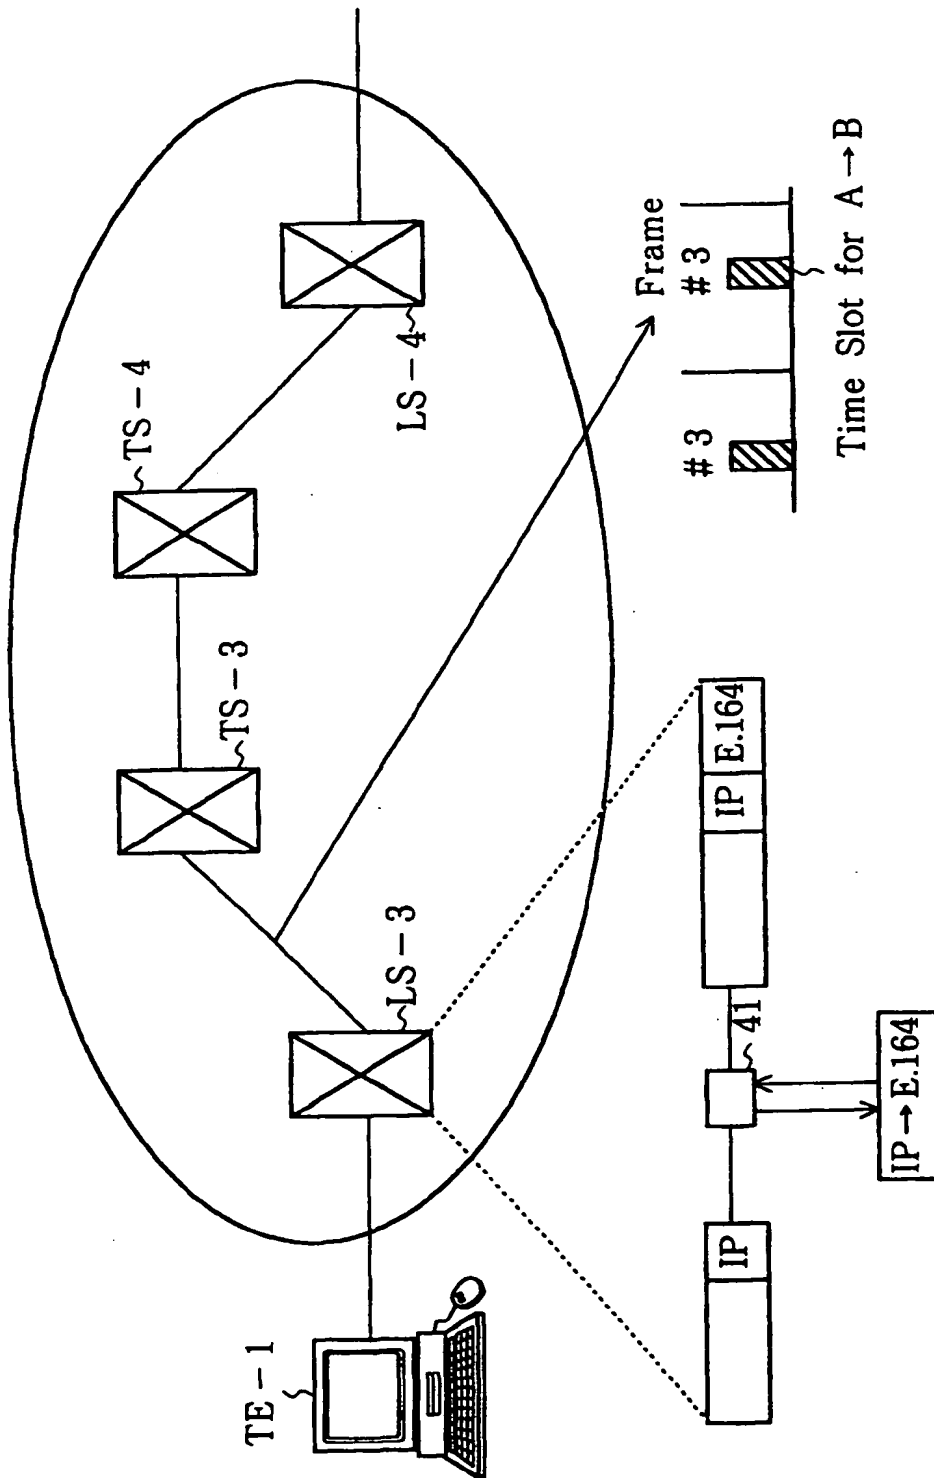 TE-1
LS-3
TS-3
TS-4
LS-4
Frame
#3
#3
Time Slot for A→B
IP
41
IP
E.164
IP→E.164